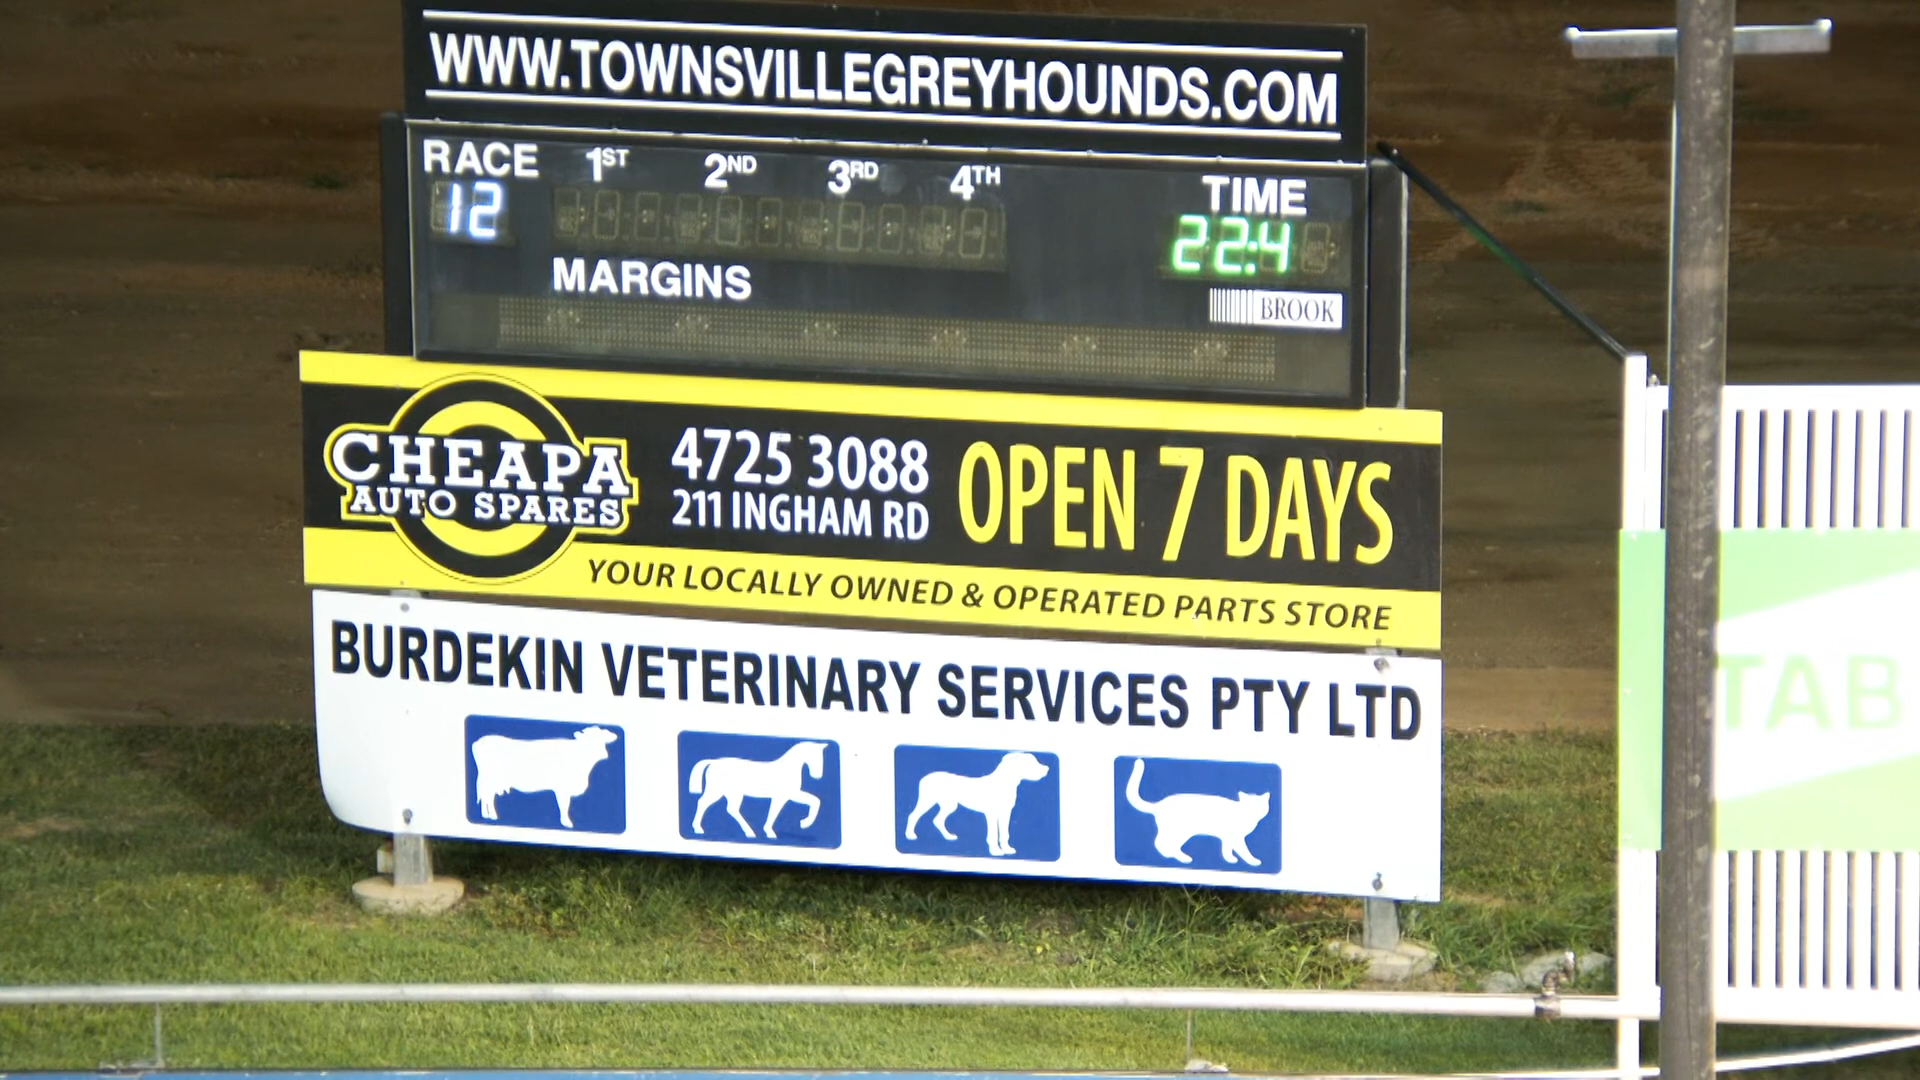 WWW.TOWNSVILLEGREYHOUNDS.COM
RACE 1ST 2ND 3RD 4TH TIME
12 22:4
MARGINS
BROOK
CHEAPA
AUTO SPARES
4725 3088
211 INGHAM RD
OPEN 7 DAYS
YOUR LOCALLY OWNED & OPERATED PARTS STORE
BURDEKIN VETERINARY SERVICES PTY LTD
TAB